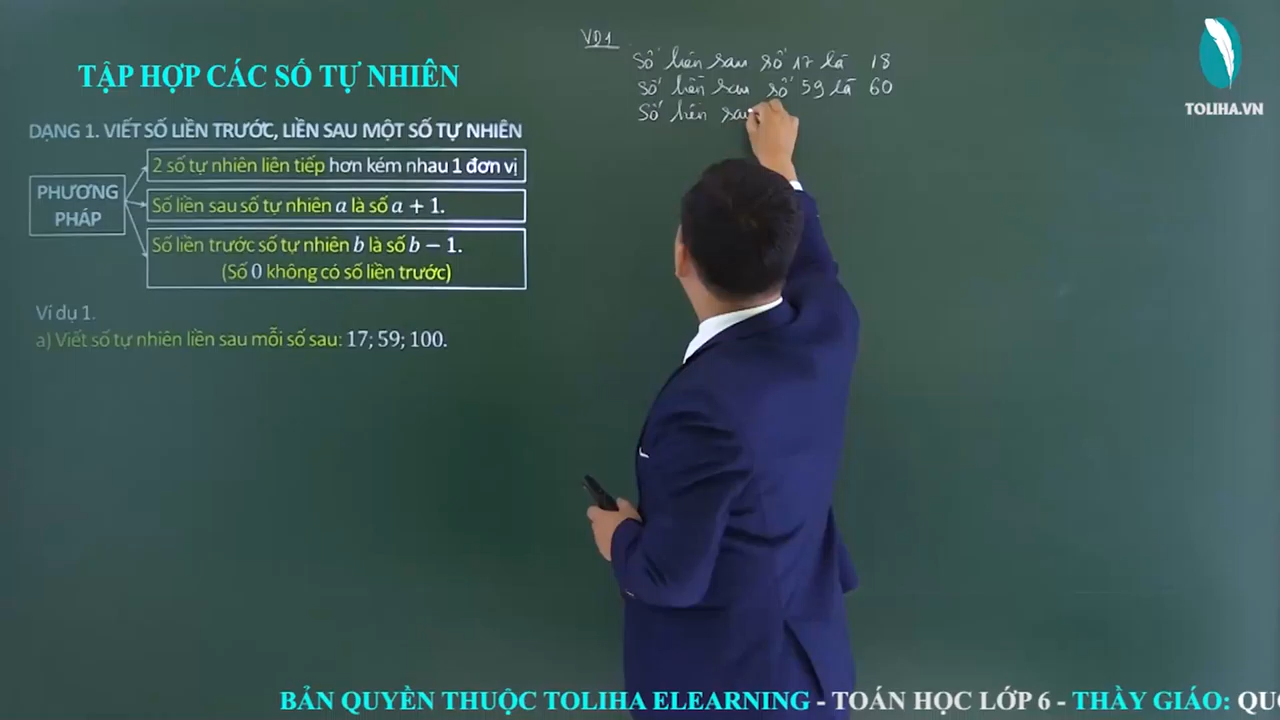 TẬP HỢP CÁC SỐ TỰ NHIÊN
DẠNG 1. VIẾT SỐ LIỀN TRƯỚC, LIỀN SAU MỘT SỐ TỰ NHIÊN
PHƯƠNG PHÁP
2 số tự nhiên liên tiếp hơn kém nhau 1 đơn vị
Số liền sau số tự nhiên a là số a + 1.
Số liền trước số tự nhiên b là số b − 1.
(Số 0 không có số liền trước)
Ví dụ 1.
a) Viết số tự nhiên liền sau mỗi số sau: 17; 59; 100.
VD1
Số liền sau số 17 là 18
Số liền sau số 59 là 60
Số liền sau
TOLIHA.VN
BẢN QUYỀN THUỘC TOLIHA ELEARNING - TOÁN HỌC LỚP 6 - THẦY GIÁO: